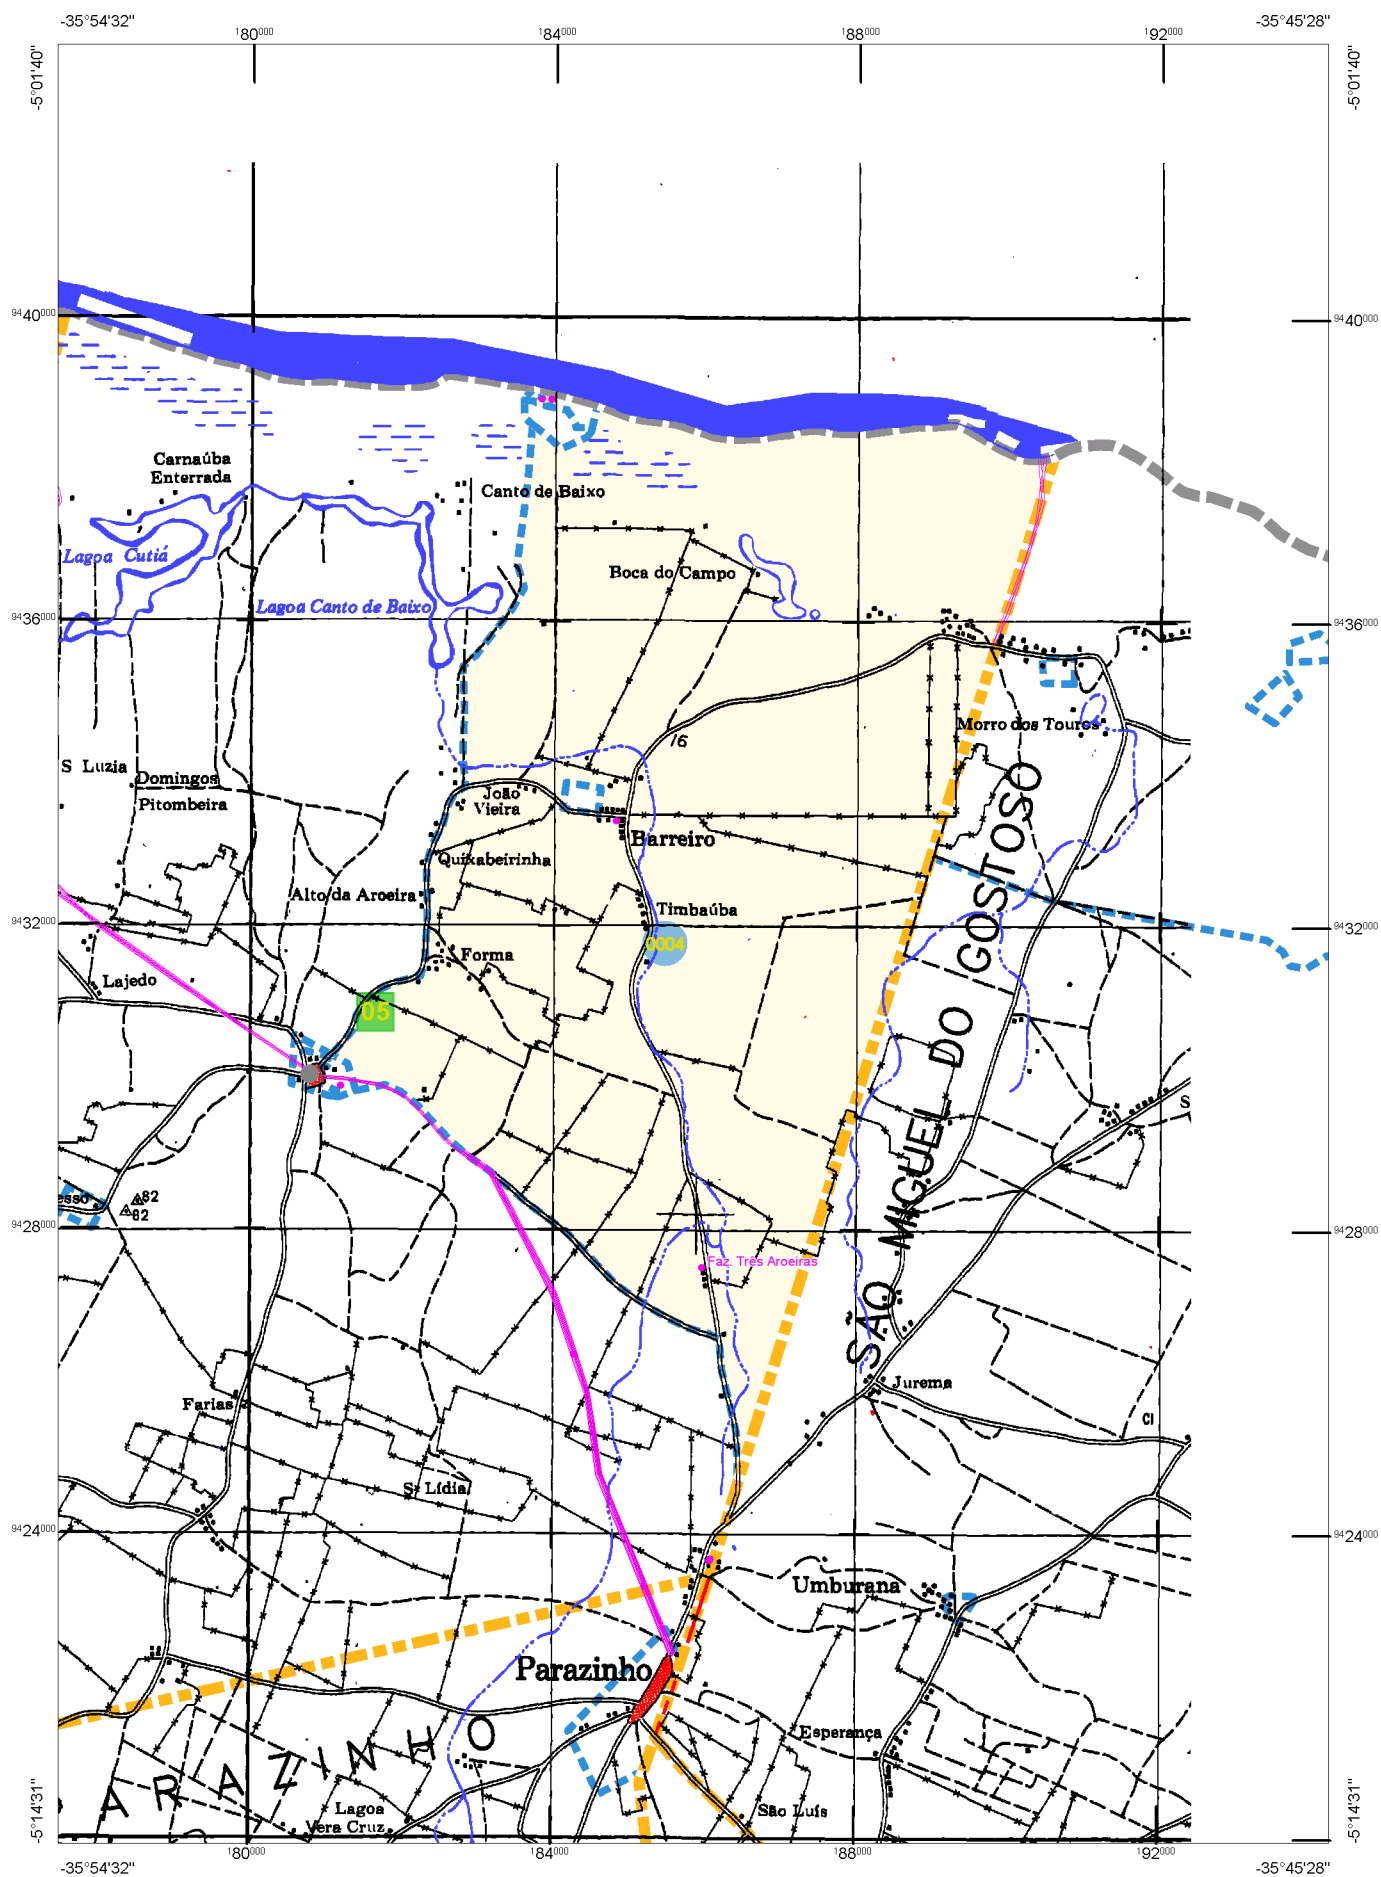 -35°54'32"
-35°45'28"
180000
184000
188000
192000
-5°01'40"
-5°01'40"
9440000
9440000
Carnaúba
Enterrada
Canto de Baixo
Lagoa Cutiá
Boca do Campo
Lagoa Canto de Baixo
9436000
9436000
Morro dos Touros
16
S Luzia
Domingos
Pitombeira
João
Vieira
Barreiro
Quixabeirinha
Alto da Aroeira
Timbaúba
9432000
9432000
0004
Forma
Lajedo
05
SÃO MIGUEL DO GOSTOSO
S
esso
82
82
9428000
9428000
Faz. Três Aroeiras
Jurema
Farias
CI
Sª Lídia
9424000
9424000
Umburana
Parazinho
Esperança
ARAZINHO
Lagoa
Vera Cruz
São Luís
-5°14'31"
-5°14'31"
180000
184000
188000
192000
-35°54'32"
-35°45'28"